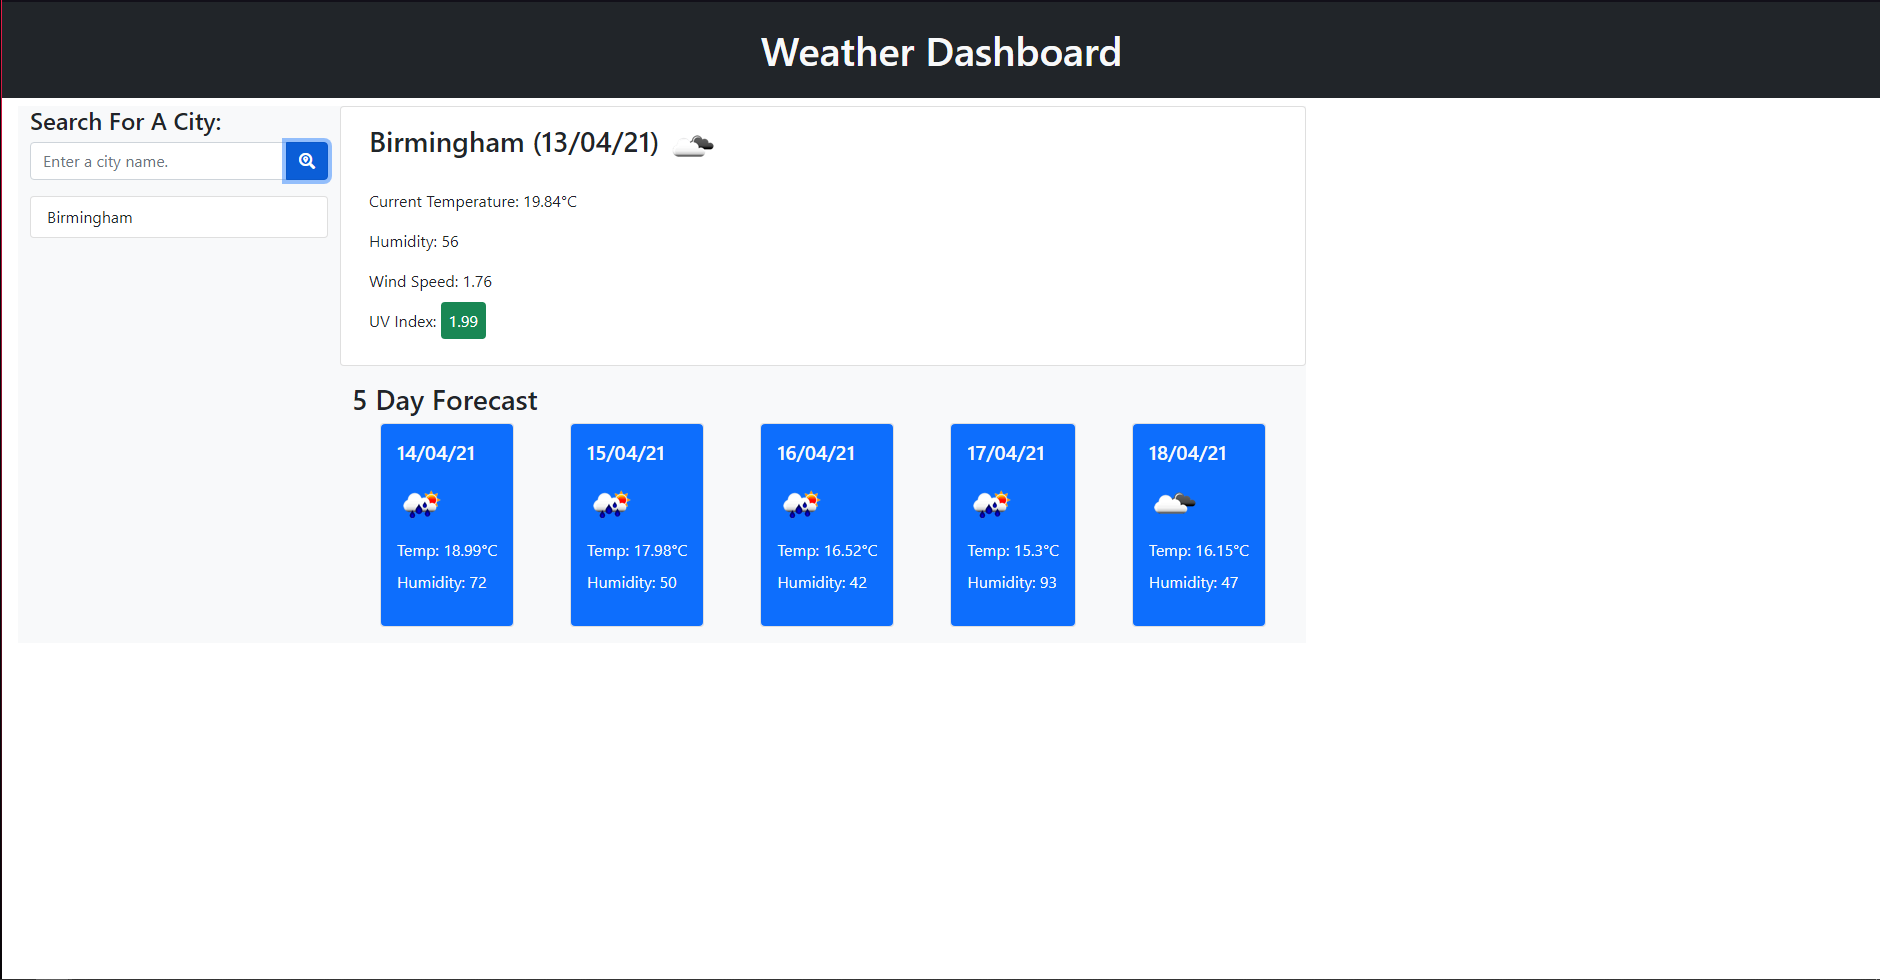 Weather Dashboard
Search For A City:
Enter a city name.
Birmingham
Birmingham (13/04/21)
Current Temperature: 19.84°C
Humidity: 56
Wind Speed: 1.76
UV Index: 1.99
5 Day Forecast
14/04/21
Temp: 18.99°C
Humidity: 72
15/04/21
Temp: 17.98°C
Humidity: 50
16/04/21
Temp: 16.52°C
Humidity: 42
17/04/21
Temp: 15.3°C
Humidity: 93
18/04/21
Temp: 16.15°C
Humidity: 47